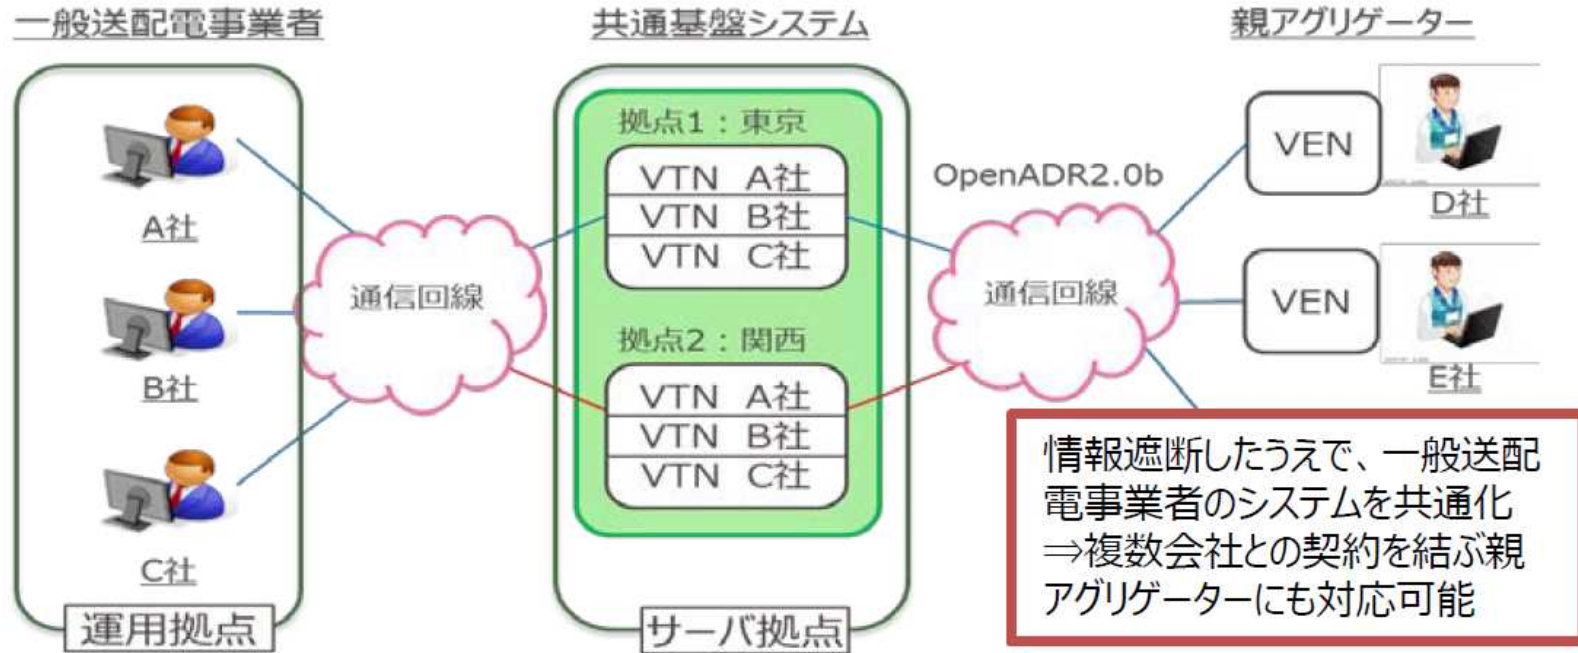 一般送配電事業者
共通基盤システム
親アグリゲーター
A社
B社
C社
運用拠点
通信回線
拠点1：東京
VTN A社
VTN B社
VTN C社
拠点2：関西
VTN A社
VTN B社
VTN C社
サーバ拠点
OpenADR2.0b
通信回線
VEN
D社
VEN
E社
情報遮断したうえで、一般送配
電事業者のシステムを共通化
⇒複数会社との契約を結ぶ親
アグリゲーターにも対応可能